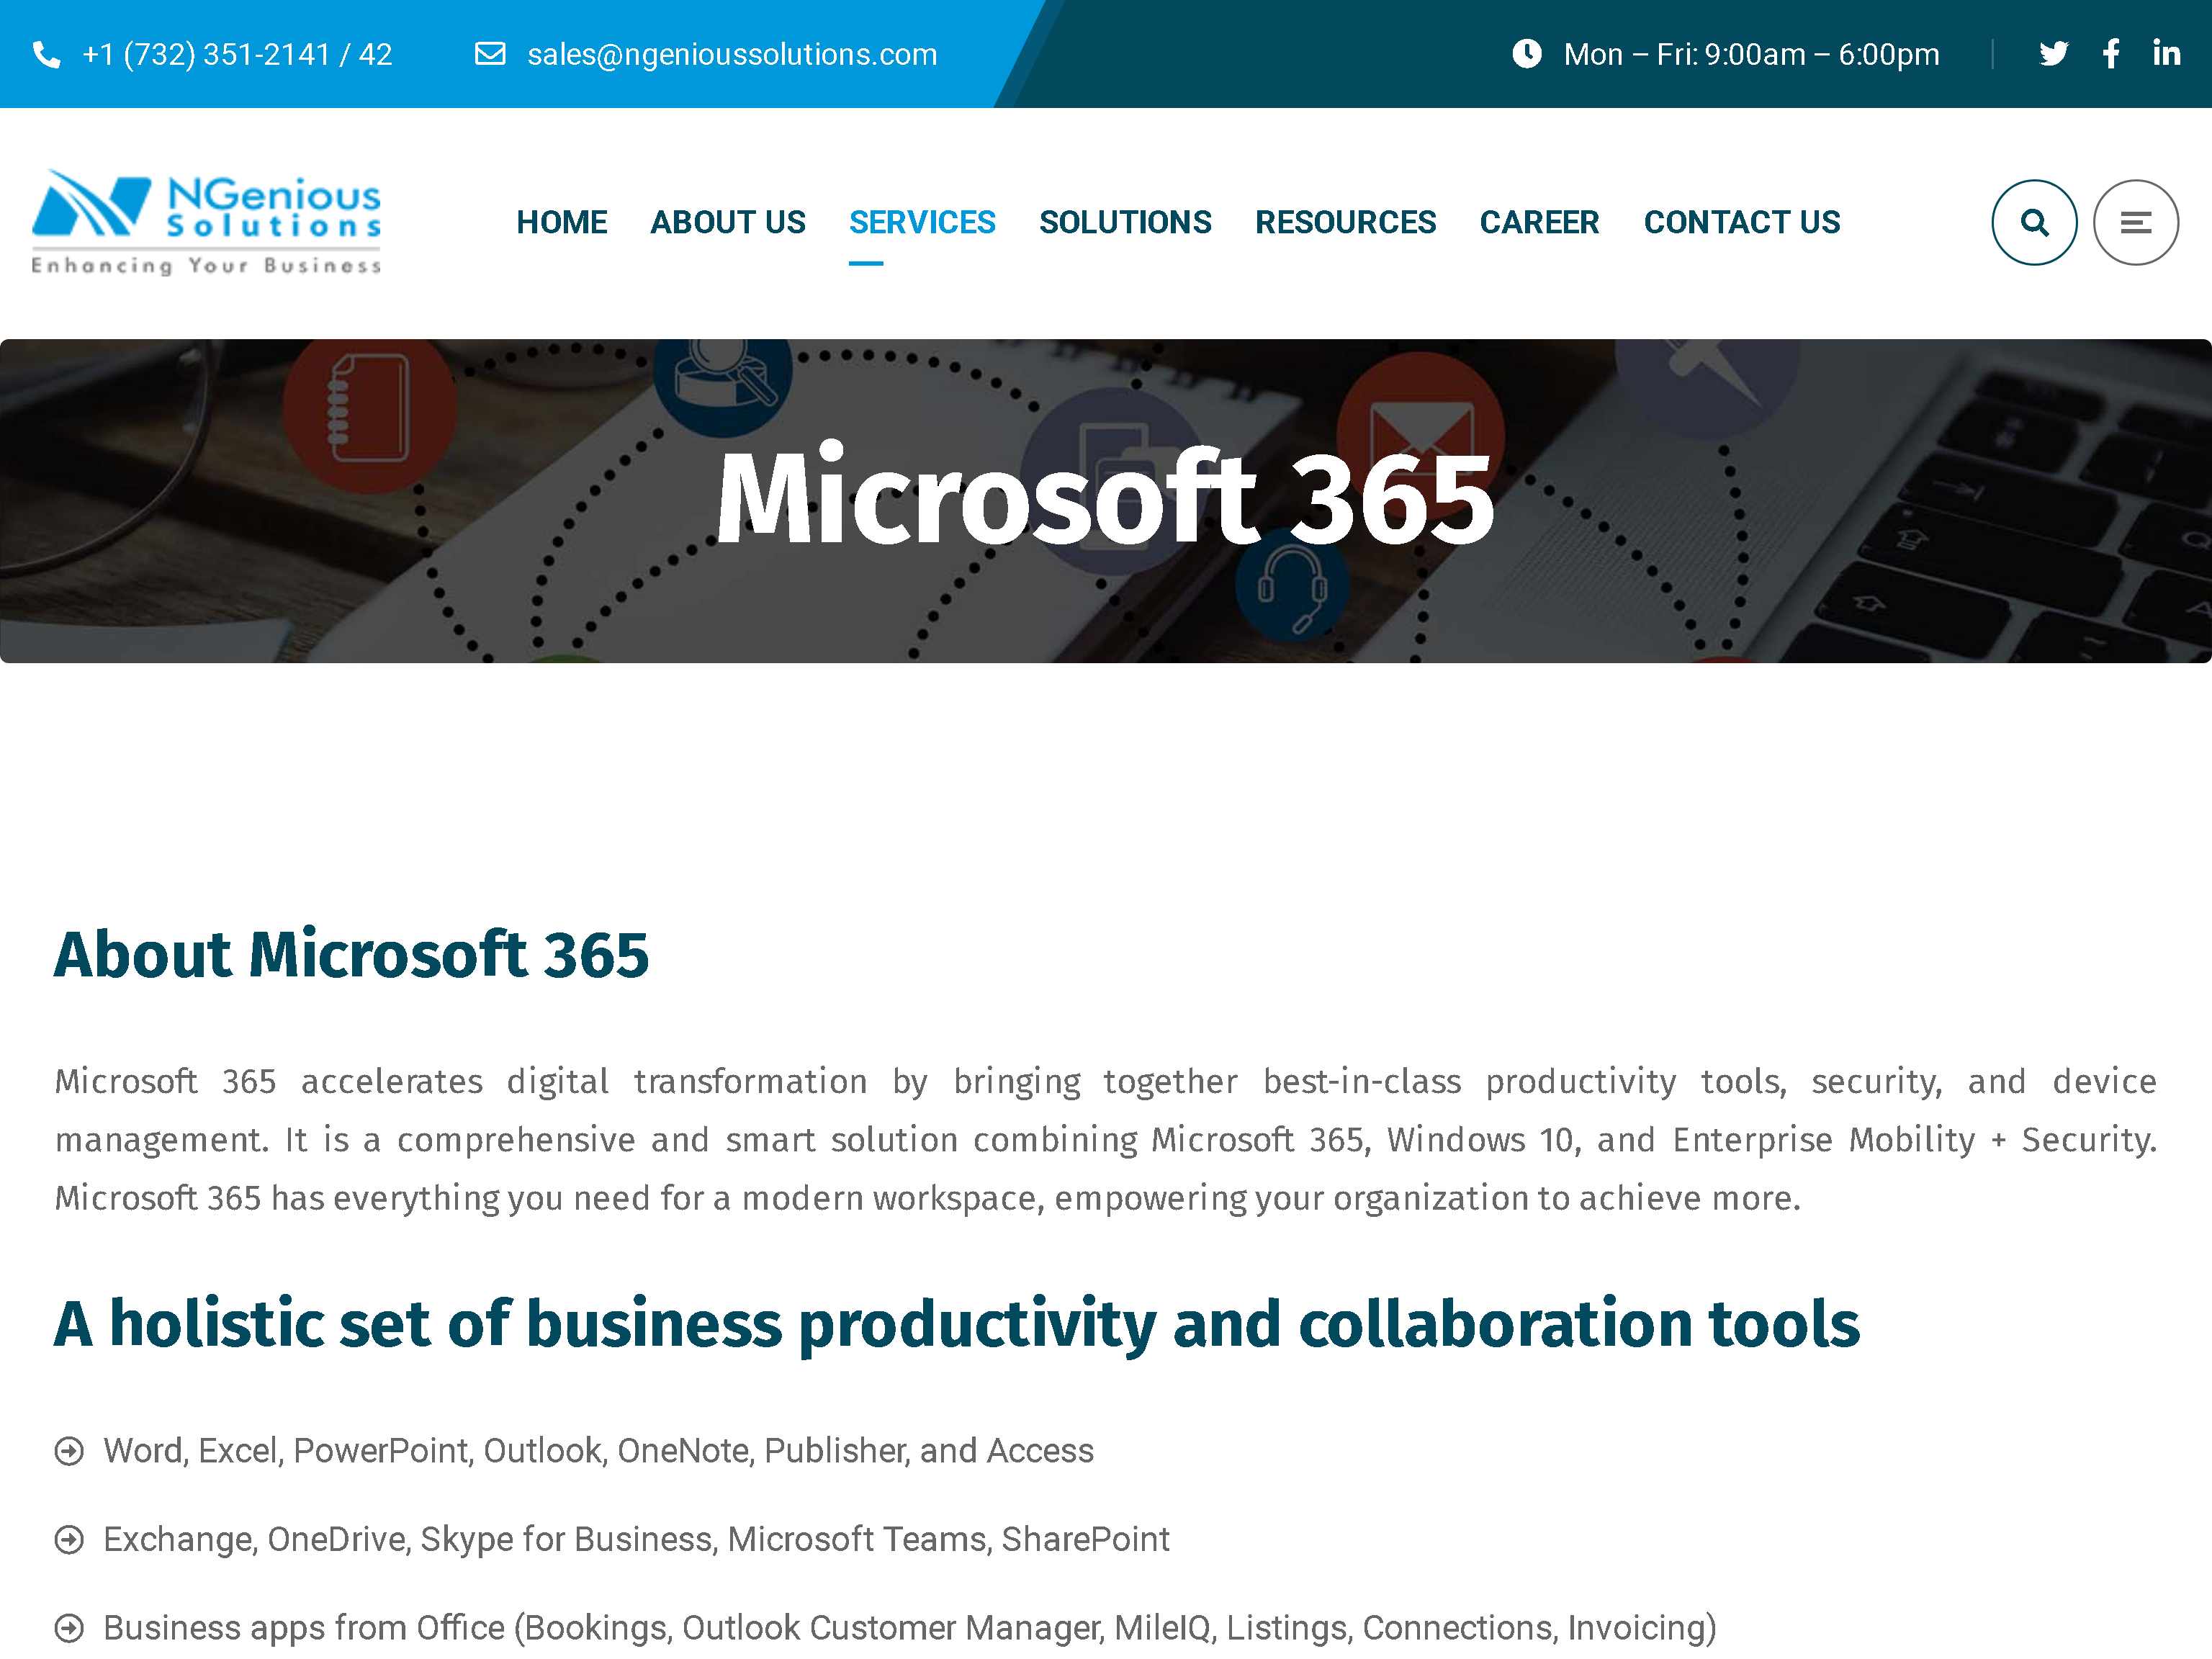 +1 (732) 351-2141 / 42
sales@ngenioussolutions.com
Mon – Fri: 9:00am – 6:00pm
NGenious
Solutions
Enhancing Your Business
HOME
ABOUT US
SERVICES
SOLUTIONS
RESOURCES
CAREER
CONTACT US
Microsoft 365
About Microsoft 365
Microsoft 365 accelerates digital transformation by bringing together best-in-class productivity tools, security, and device
management. It is a comprehensive and smart solution combining Microsoft 365, Windows 10, and Enterprise Mobility + Security.
Microsoft 365 has everything you need for a modern workspace, empowering your organization to achieve more.
A holistic set of business productivity and collaboration tools
Word, Excel, PowerPoint, Outlook, OneNote, Publisher, and Access
Exchange, OneDrive, Skype for Business, Microsoft Teams, SharePoint
Business apps from Office (Bookings, Outlook Customer Manager, MileIQ, Listings, Connections, Invoicing)